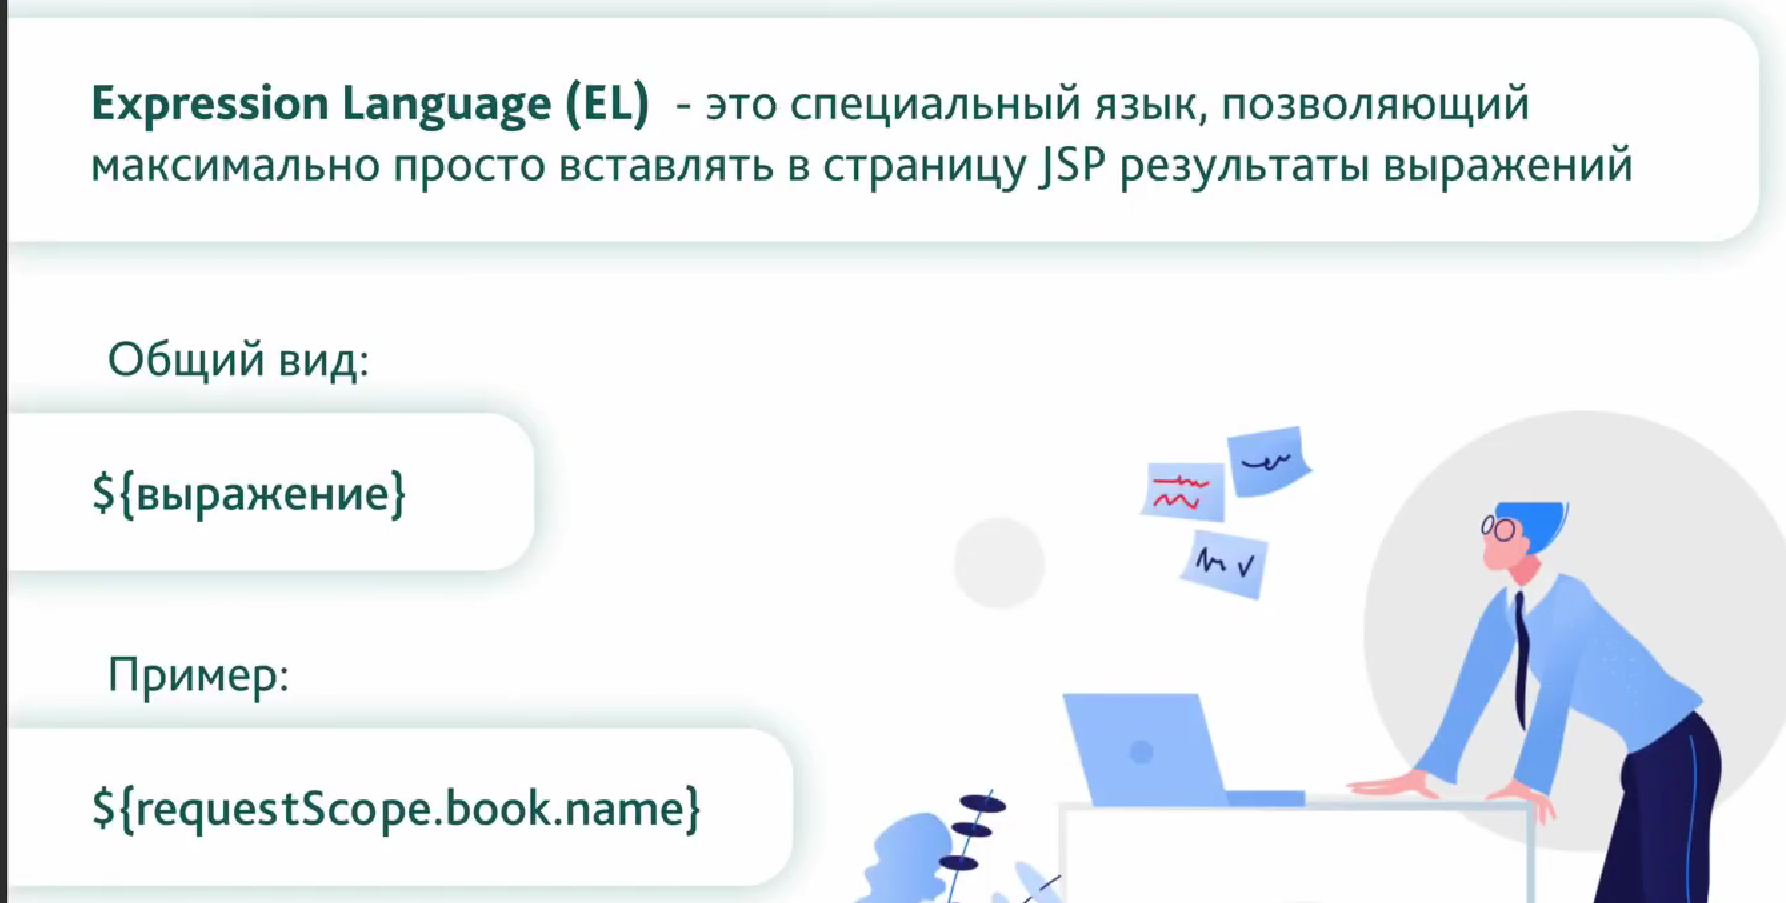 Expression Language (EL) - это специальный язык, позволяющий
максимально просто вставлять в страницу JSP результаты выражений
Общий вид:
${выражение}
Пример:
${requestScope.book.name}